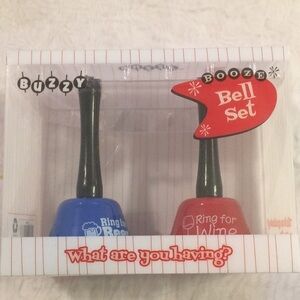 BUZZY
BOOZE
Bell
Set
Ring for
Beer
Ring for
Wine
What are you having?